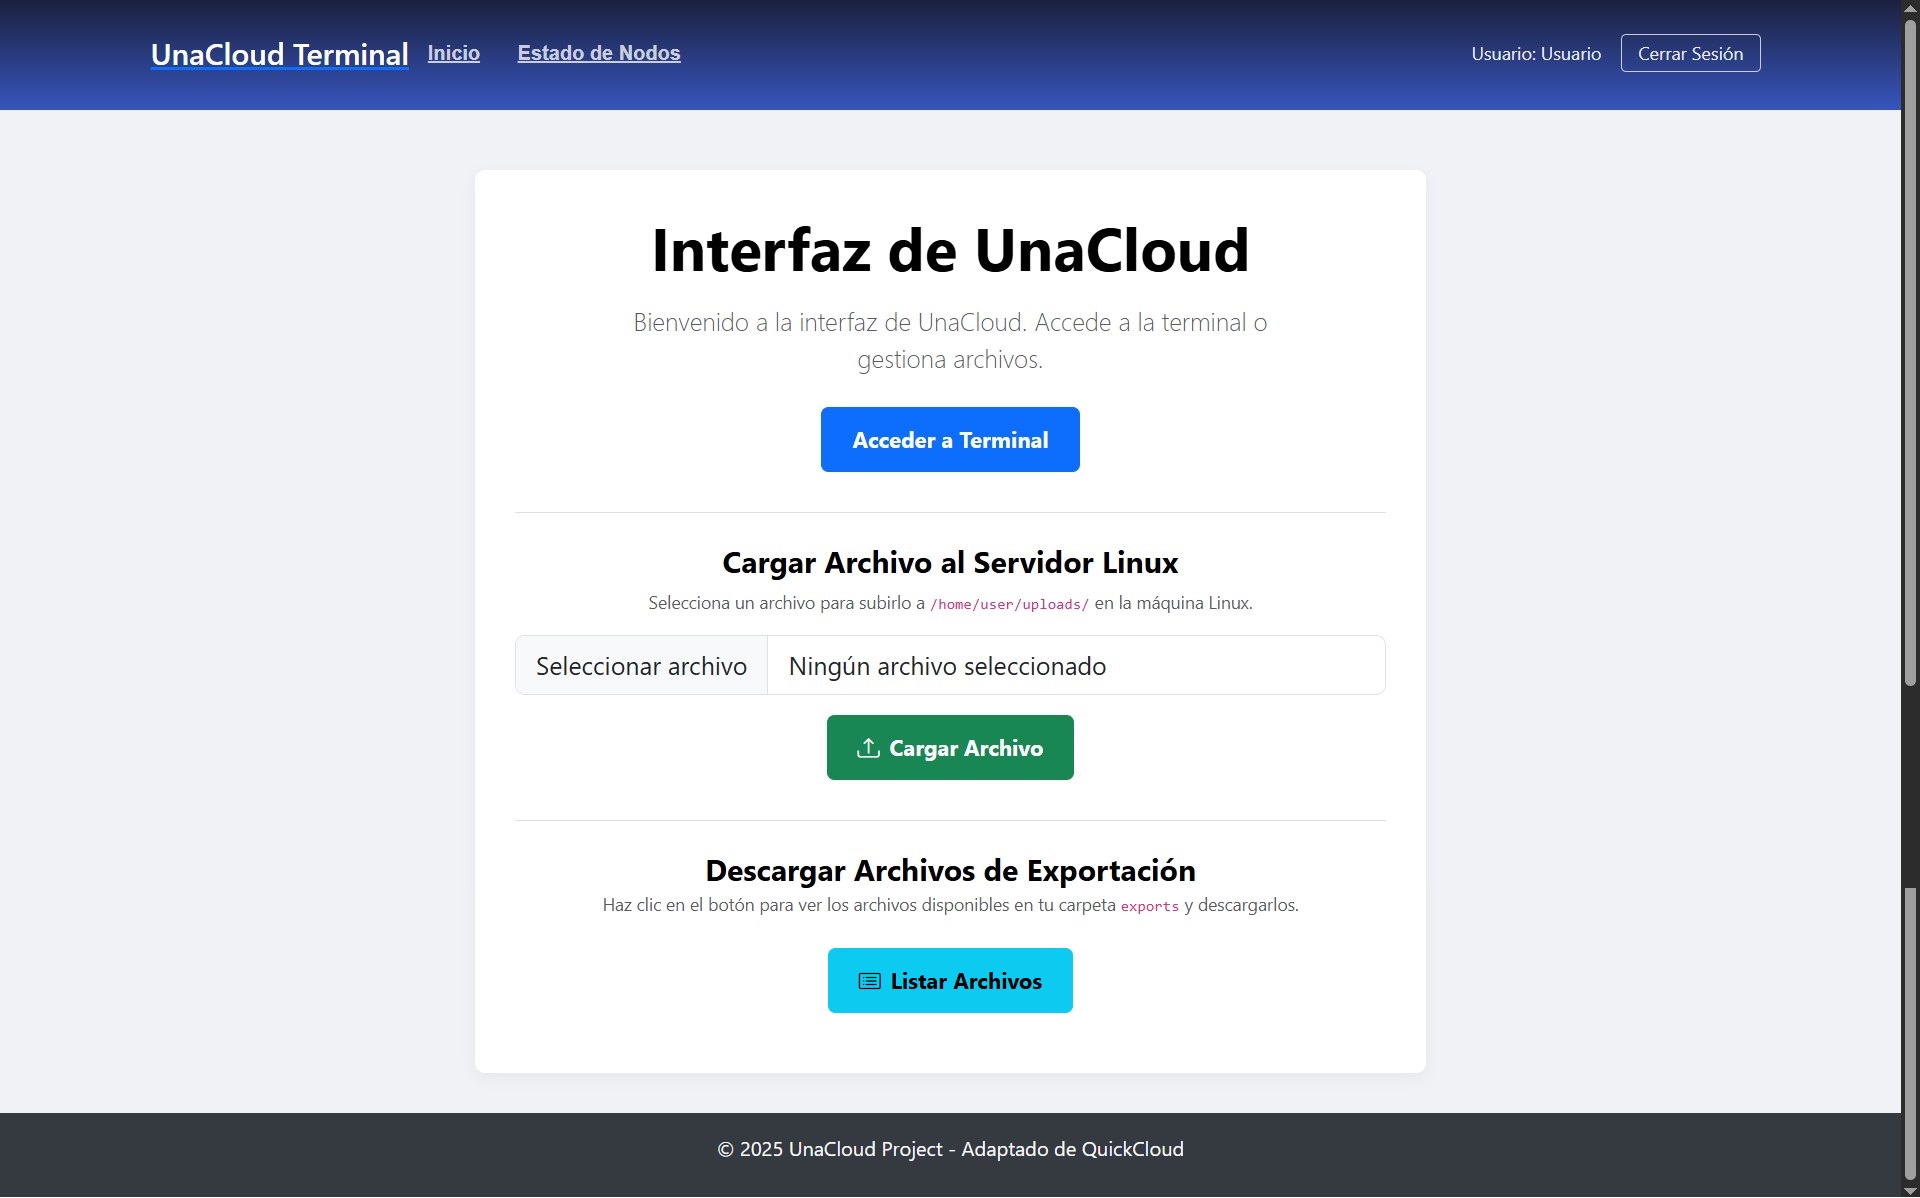 UnaCloud Terminal Inicio Estado de Nodos Usuario: Usuario Cerrar Sesión
Interfaz de UnaCloud
Bienvenido a la interfaz de UnaCloud. Accede a la terminal o
gestiona archivos.
Acceder a Terminal
Cargar Archivo al Servidor Linux
Selecciona un archivo para subirlo a /home/user/uploads/ en la máquina Linux.
Seleccionar archivo Ningún archivo seleccionado
Cargar Archivo
Descargar Archivos de Exportación
Haz clic en el botón para ver los archivos disponibles en tu carpeta exports y descargarlos.
Listar Archivos
© 2025 UnaCloud Project - Adaptado de QuickCloud